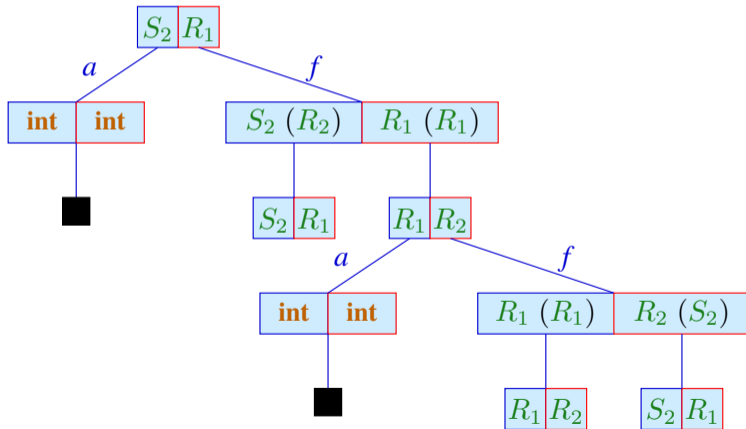 S₂ R₁
a f
int int S₂ (R₂) R₁ (R₁)
S₂ R₁ R₁ R₂
a f
int int R₁ (R₁) R₂ (S₂)
R₁ R₂ S₂ R₁